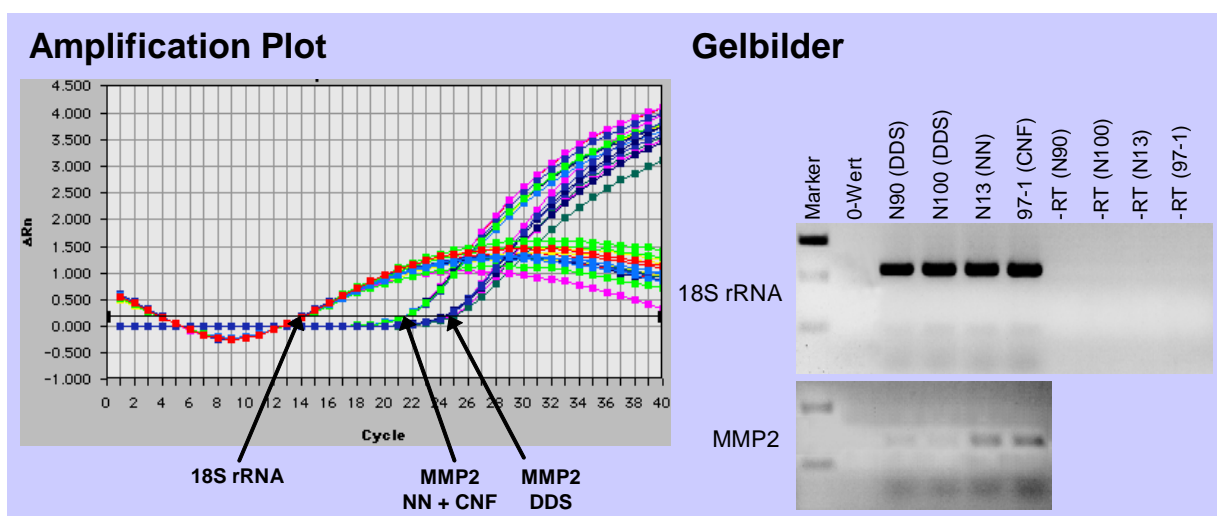 Amplification Plot
4.500
4.000
3.500
3.000
2.500
2.000
1.500
1.000
0.500
0.000
−0.500
−1.000
ΔRn
0 2 4 6 8 10 12 14 16 18 20 22 24 26 28 30 32 34 36 38 40
Cycle
18S rRNA
MMP2
NN + CNF
MMP2
DDS
Gelbilder
Marker
0-Wert
N90 (DDS)
N100 (DDS)
N13 (NN)
97-1 (CNF)
-RT (N90)
-RT (N100)
-RT (N13)
-RT (97-1)
18S rRNA
MMP2